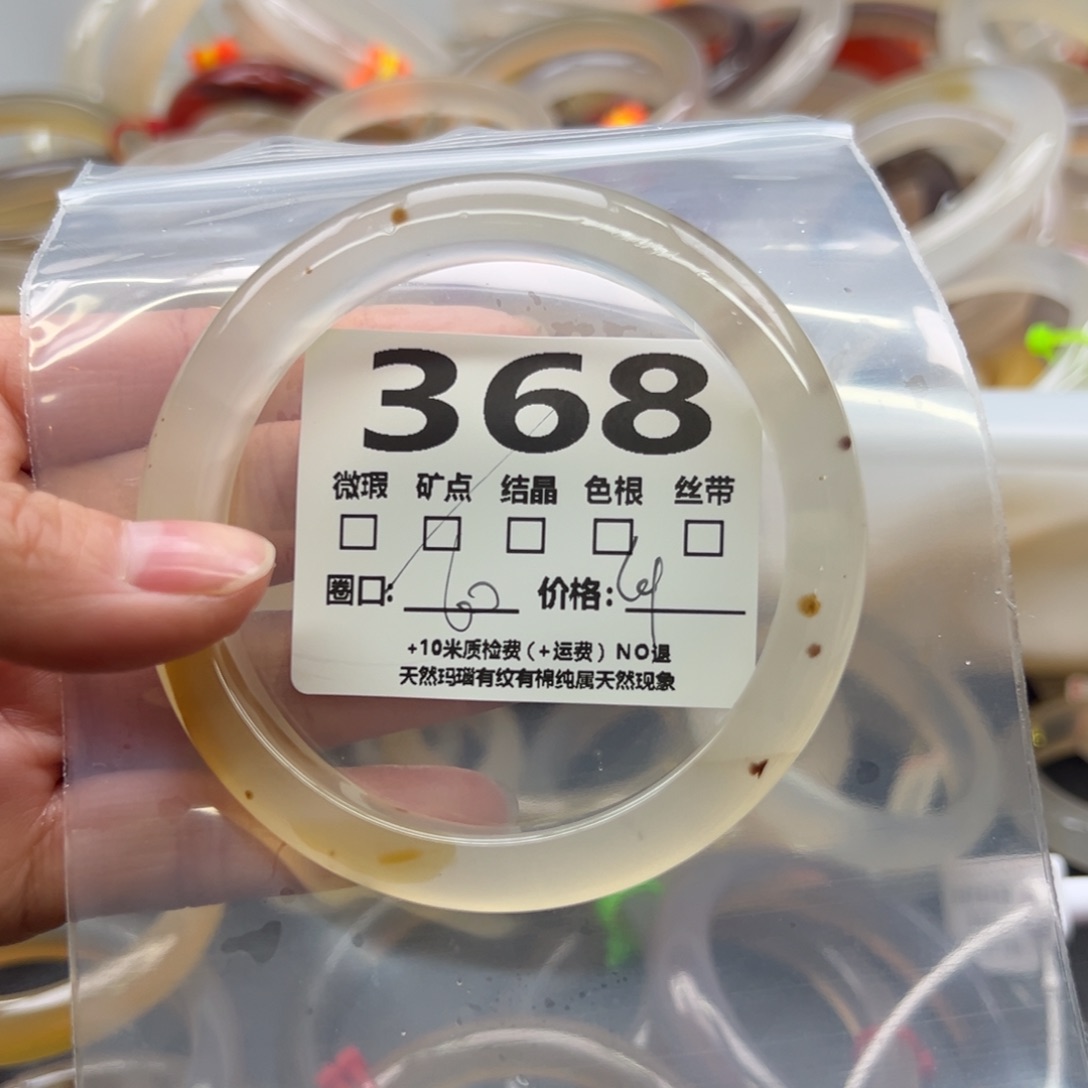 368
微瑕 矿点 结晶 色根 丝带
圈口: 价格:
+10米质检费(+运费) NO退
天然玛瑙有纹有棉纯属天然现象